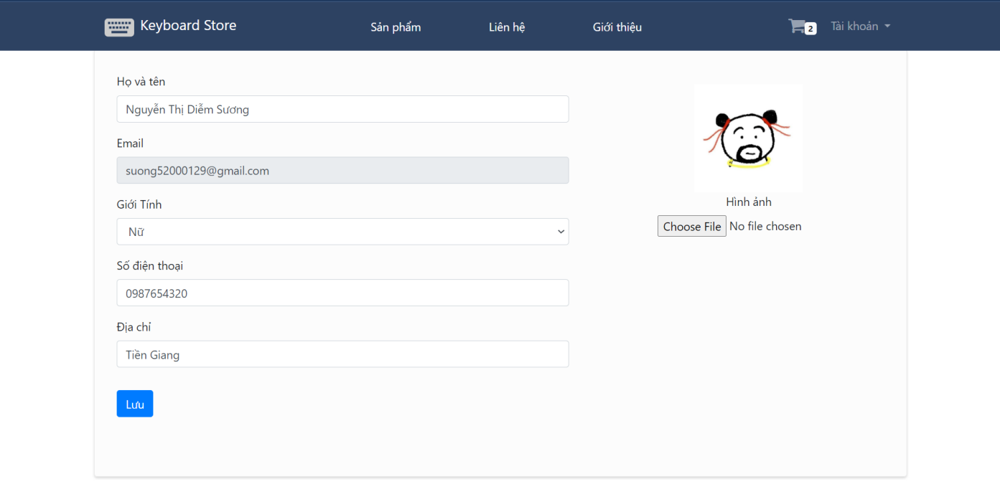 Keyboard Store
Sản phẩm
Liên hệ
Giới thiệu
2
Tài khoản
Họ và tên
Nguyễn Thị Diễm Sương
Email
suong52000129@gmail.com
Giới Tính
Nữ
Số điện thoại
0987654320
Địa chỉ
Tiền Giang
Lưu
Hình ảnh
Choose File No file chosen